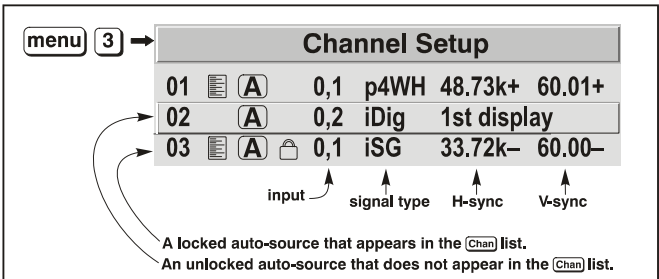 menu 3 Channel Setup
01 A 0,1 p4WH 48.73k+ 60.01+
02 A 0,2 iDig 1st display
03 A 0,1 iSG 33.72k– 60.00–
input signal type H-sync V-sync
A locked auto-source that appears in the Chan list.
An unlocked auto-source that does not appear in the Chan list.